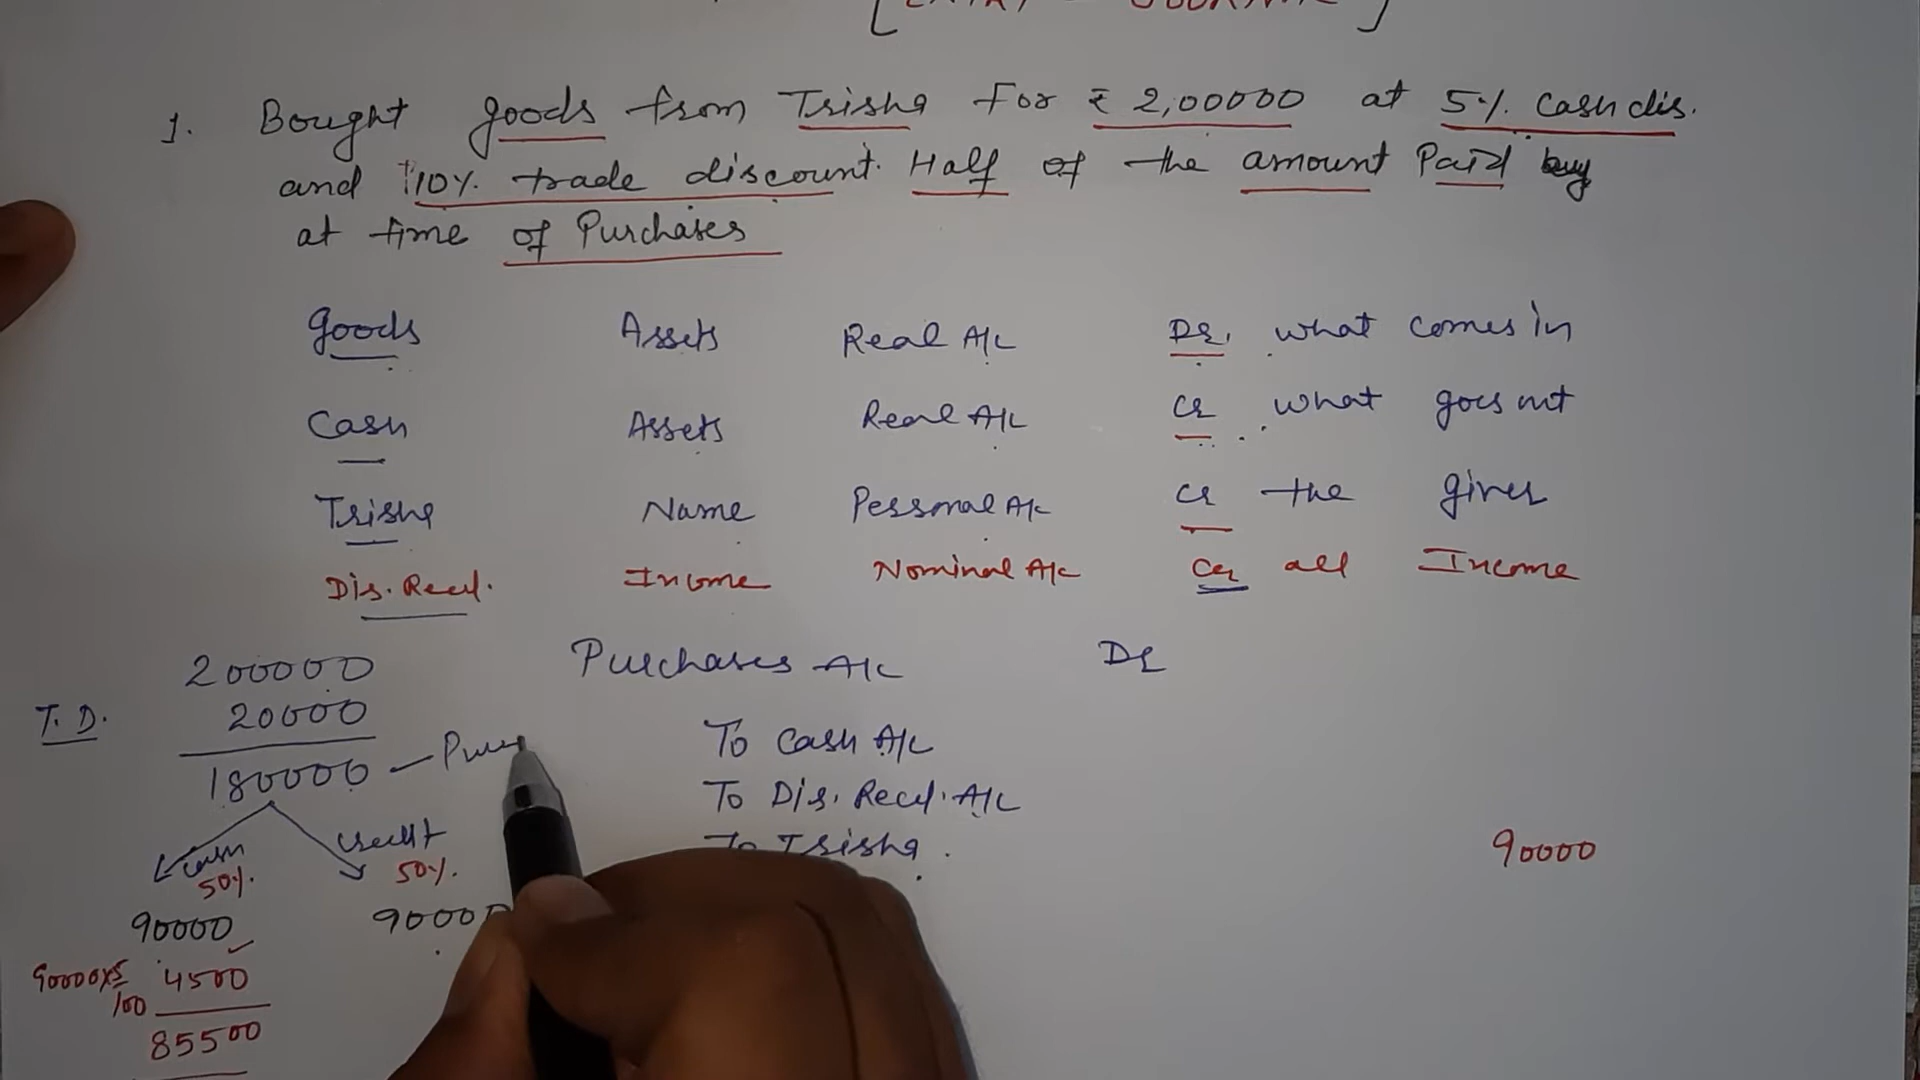 1. Bought goods from Trisha For ₹ 2,00000 at 5% Cash dis.
and 10% trade discount. Half of the amount Paid
at time of Purchases
goods Assets Real A/c Dr. what comes in
Cash Assets Real A/c Cr what goes out
Trisha Name Personal A/c Cr the giver
Dis. Recd. Income Nominal A/c Cr all Income
200000 Purchases A/c Dr
T.D. 20000
To Cash A/c
180000 — Pur
To Dis. Recd. A/c
cash credit To Trisha. 90000
50%. 50%.
90000 90000
90000x5/100 4500
85500